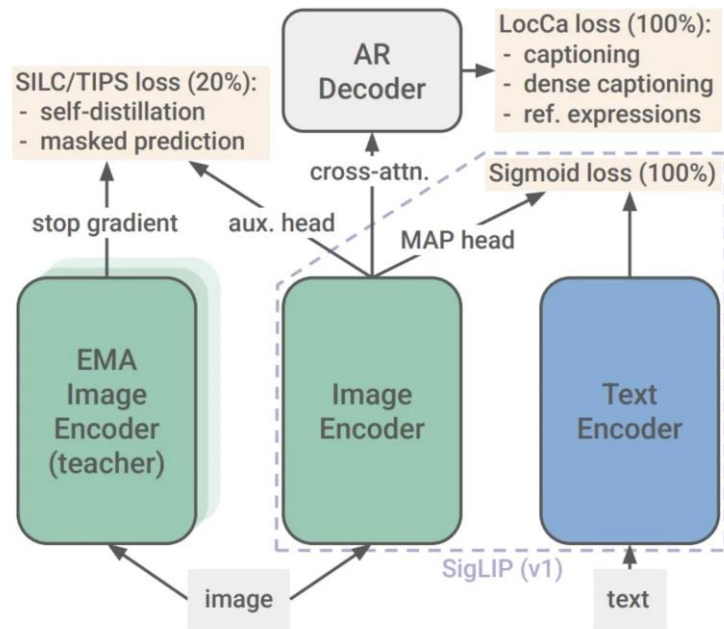 AR
Decoder
LocCa loss (100%):
- captioning
- dense captioning
- ref. expressions
SILC/TIPS loss (20%):
- self-distillation
- masked prediction
cross-attn.
Sigmoid loss (100%)
stop gradient
aux. head
MAP head
EMA
Image
Encoder
(teacher)
Image
Encoder
Text
Encoder
SigLIP (v1)
image
text